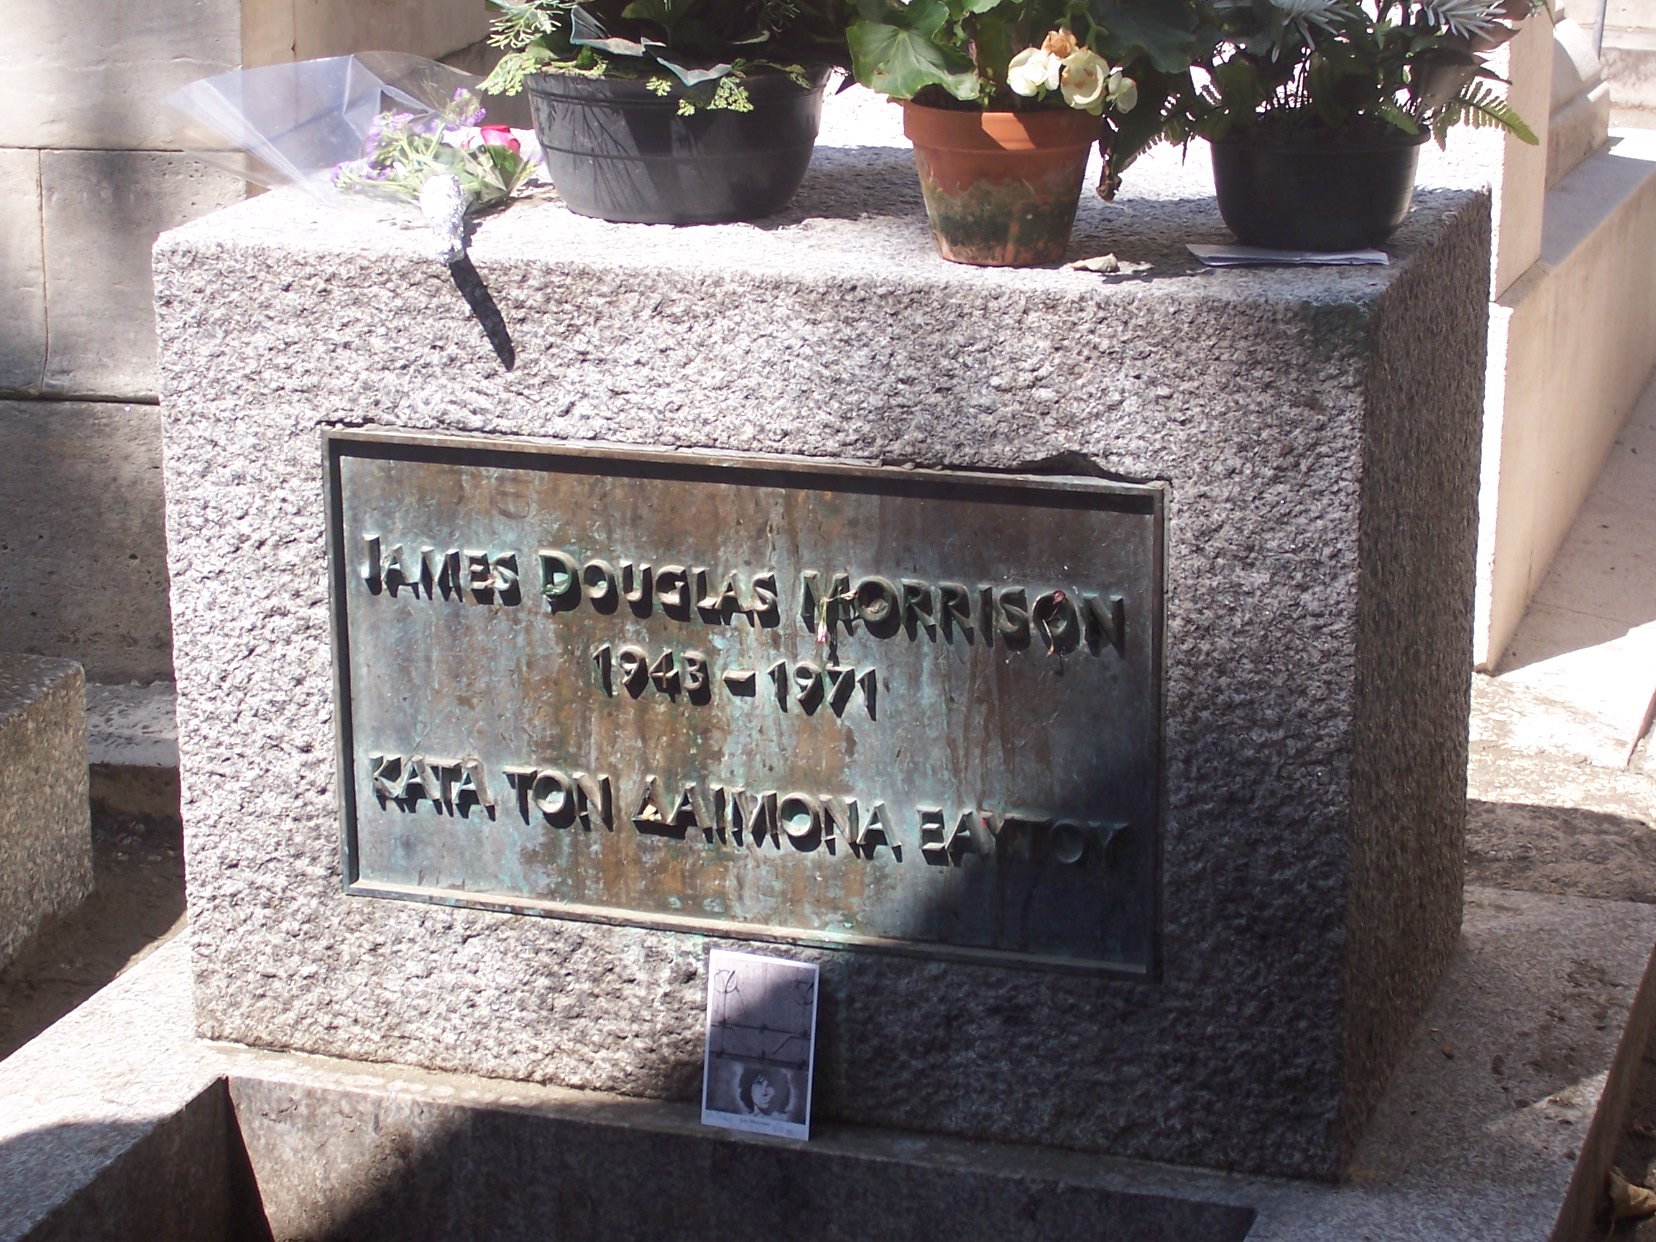 JAMES DOUGLAS MORRISON
1943 - 1971
ΚΑΤΑ ΤΟΝ ΔΑΙΜΟΝΑ ΕΑΥΤΟΥ